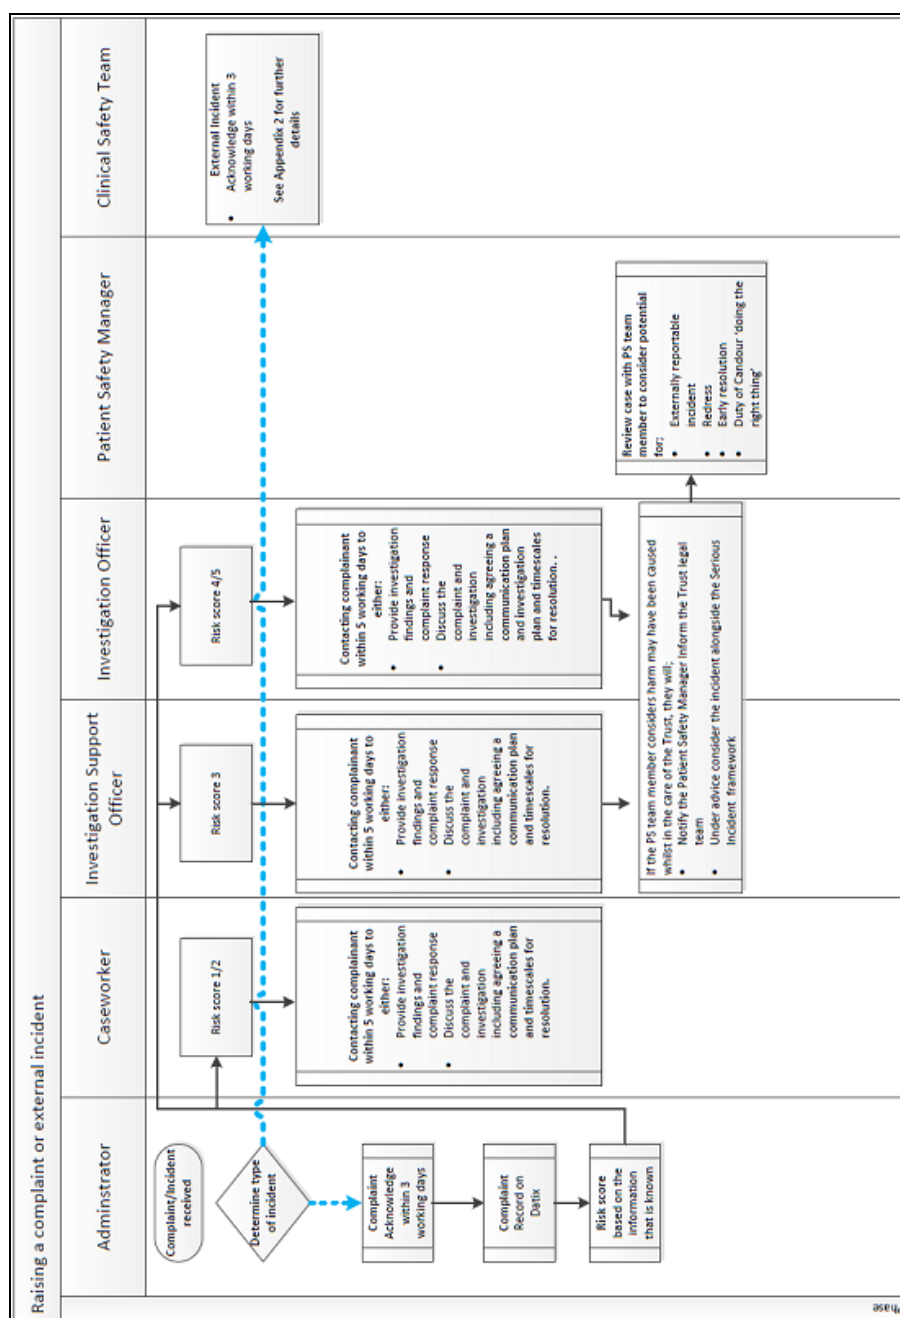 Raising a complaint or external incident
Administrator
Caseworker
Investigation Support
Officer
Investigation Officer
Patient Safety Manager
Clinical Safety Team
Complaint/Incident
received
Determine type
of incident
Complaint
Acknowledge
within 3
working days
Complaint
Record on
Datix
Risk score
based on the
information
that is known
Risk score 1/2
Contacting complainant
within 5 working days to
either:
• Provide investigation
findings and
complaint response
• Discuss the
complaint and
investigation
including agreeing a
communication plan
and timescales for
resolution.
Risk score 3
Contacting complainant
within 5 working days to
either:
• Provide investigation
findings and
complaint response
• Discuss the
complaint and
investigation
including agreeing a
communication plan
and timescales for
resolution.
Risk score 4/5
Contacting complainant
within 5 working days to
either:
• Provide investigation
findings and
complaint response
• Discuss the
complaint and
investigation
including agreeing a
communication plan
and investigation
plan and timescales
for resolution. .
If the PS team member considers harm may have been caused
whilst in the care of the Trust, they will;
• Notify the Patient Safety Manager Inform the Trust legal
team
• Under advice consider the incident alongside the Serious
Incident framework
Review case with PS team
member to consider potential
for:
• Externally reportable
incident
• Redress
• Early resolution
• Duty of Candour 'doing the
right thing'
External Incident
• Acknowledge within 3
working days
See Appendix 2 for further
details
Phase